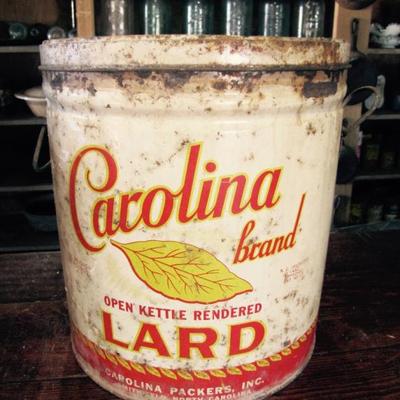 Carolina
brand
OPEN KETTLE RENDERED
LARD
CAROLINA PACKERS, INC.
NORTH CAROLINA